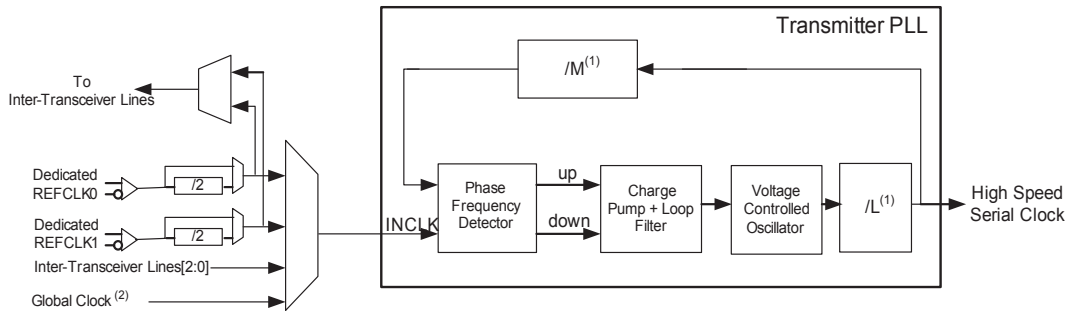 Transmitter PLL
/M(1)
To
Inter-Transceiver Lines
Dedicated
REFCLK0
/2
Dedicated
REFCLK1
/2
Inter-Transceiver Lines[2:0]
Global Clock (2)
INCLK
Phase
Frequency
Detector
up
down
Charge
Pump + Loop
Filter
Voltage
Controlled
Oscillator
/L(1)
High Speed
Serial Clock